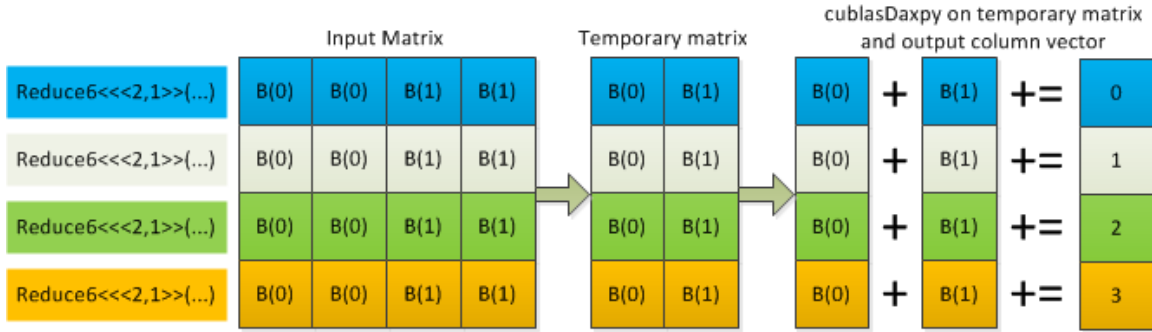 cublasDaxpy on temporary matrix
and output column vector
Input Matrix
Temporary matrix
Reduce6<<<2,1>>(...) B(0) B(0) B(1) B(1) B(0) B(1) B(0) + B(1) += 0
Reduce6<<<2,1>>(...) B(0) B(0) B(1) B(1) B(0) B(1) B(0) + B(1) += 1
Reduce6<<<2,1>>(...) B(0) B(0) B(1) B(1) B(0) B(1) B(0) + B(1) += 2
Reduce6<<<2,1>>(...) B(0) B(0) B(1) B(1) B(0) B(1) B(0) + B(1) += 3